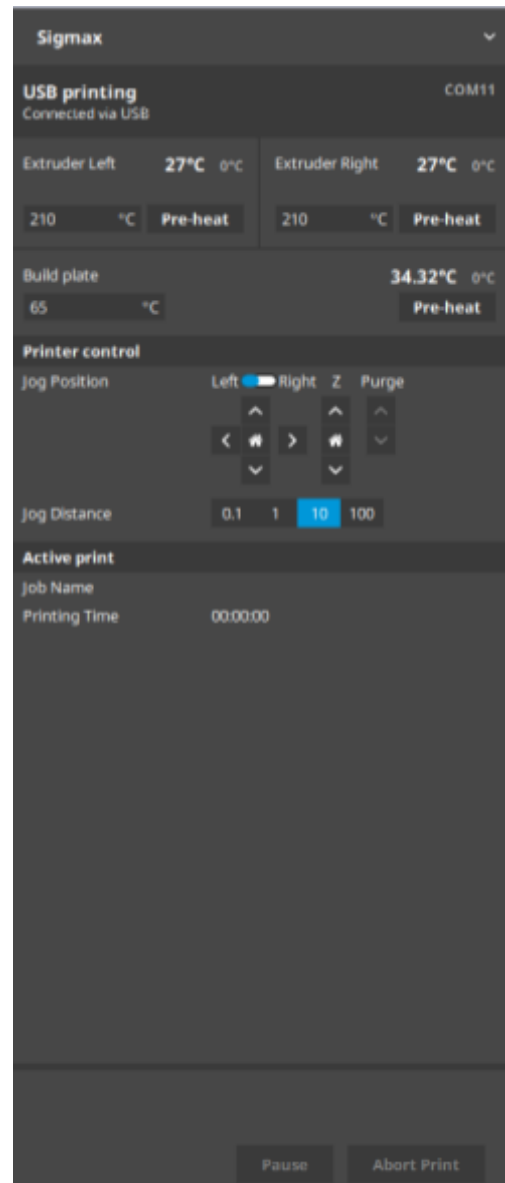 Sigmax
USB printing COM11
Connected via USB
Extruder Left 27°C 0°C Extruder Right 27°C 0°C
210 °C Pre-heat 210 °C Pre-heat
Build plate 34.32°C 0°C
65 °C Pre-heat
Printer control
Jog Position Left Right Z Purge
Jog Distance 0.1 1 10 100
Active print
Job Name
Printing Time 00:00:00
Pause Abort Print